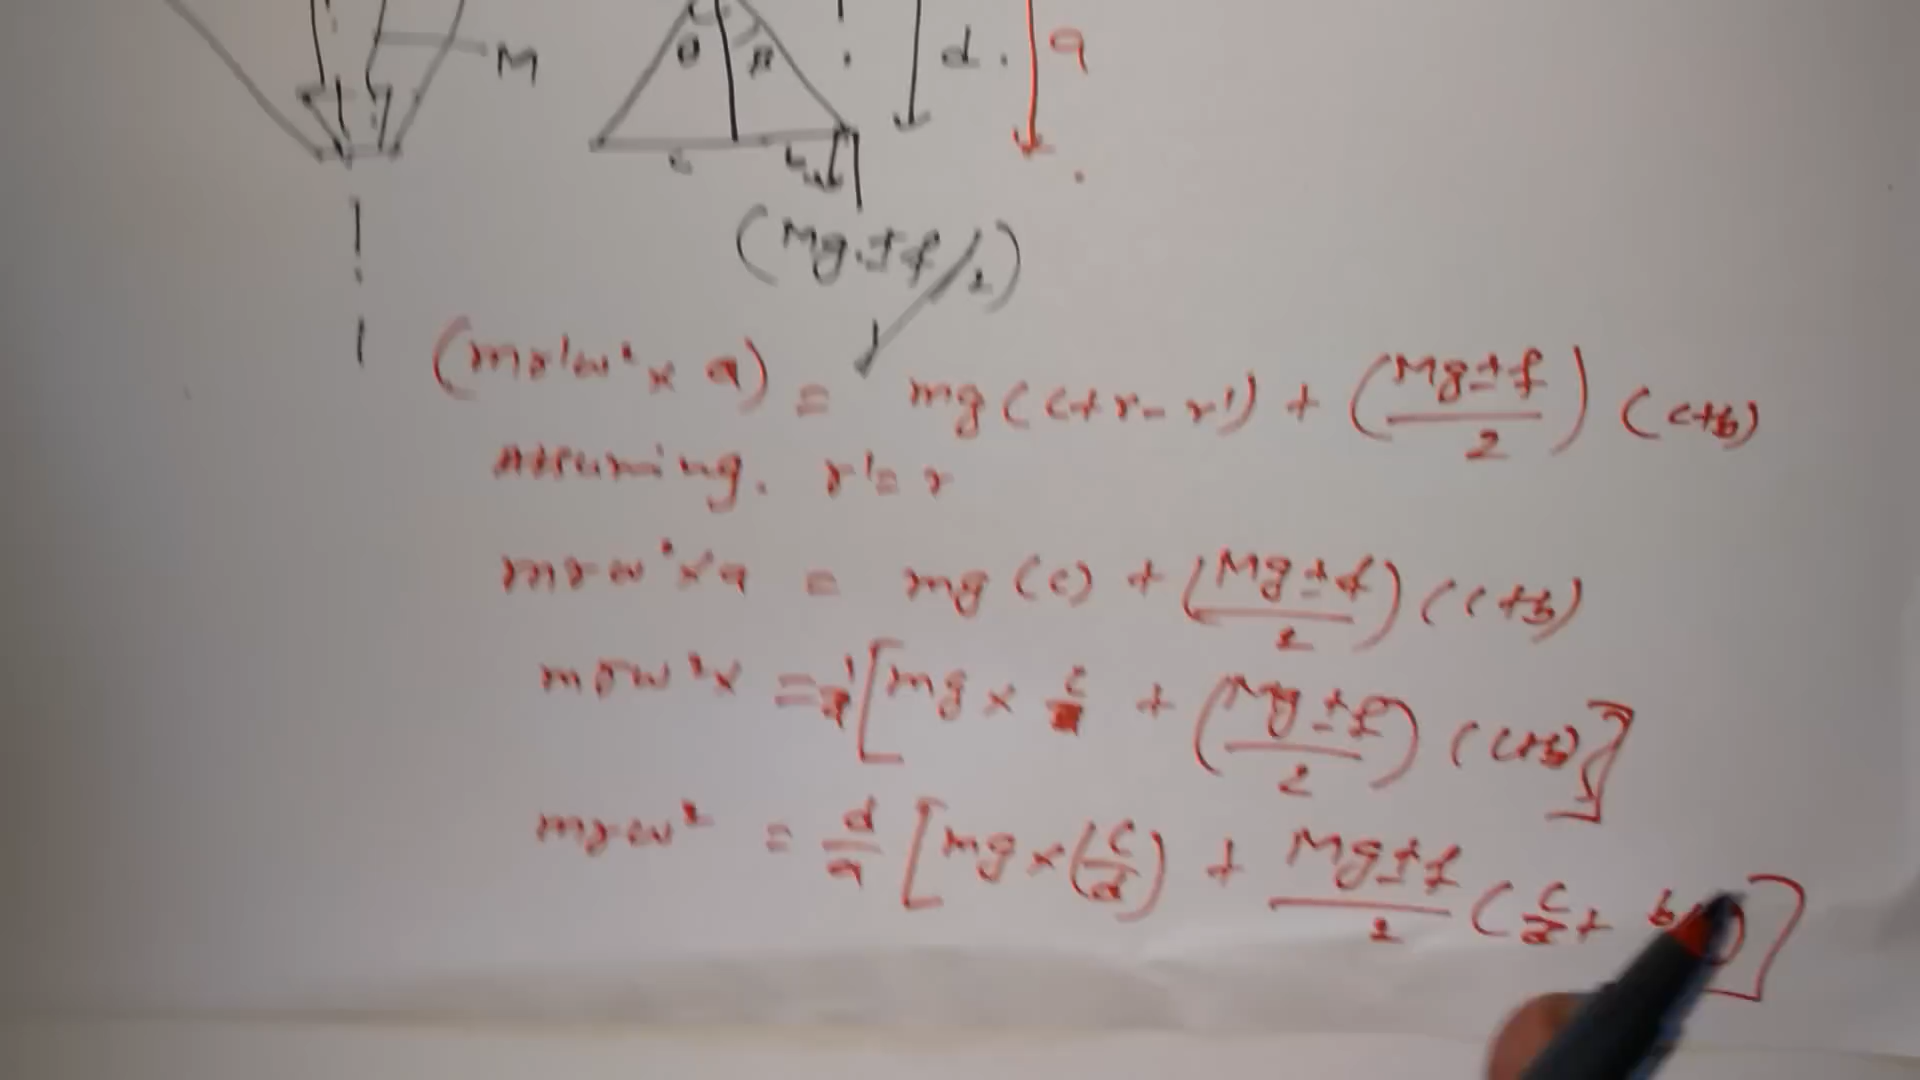 M
θ β
d.
a
c
(Mg ± f/2)
(mr'ω² × a) = mg(c+r-r') + (Mg±f/2)(c+b)
Assuming. r'=r
mrω² × a = mg(c) + (Mg±f/2)(c+b)
mrω² × = 1/a [mg × c + (Mg±f/2)(c+b)]
mrω² = d/a [mg × (c/d) + Mg±f/2 (c/d + b )]